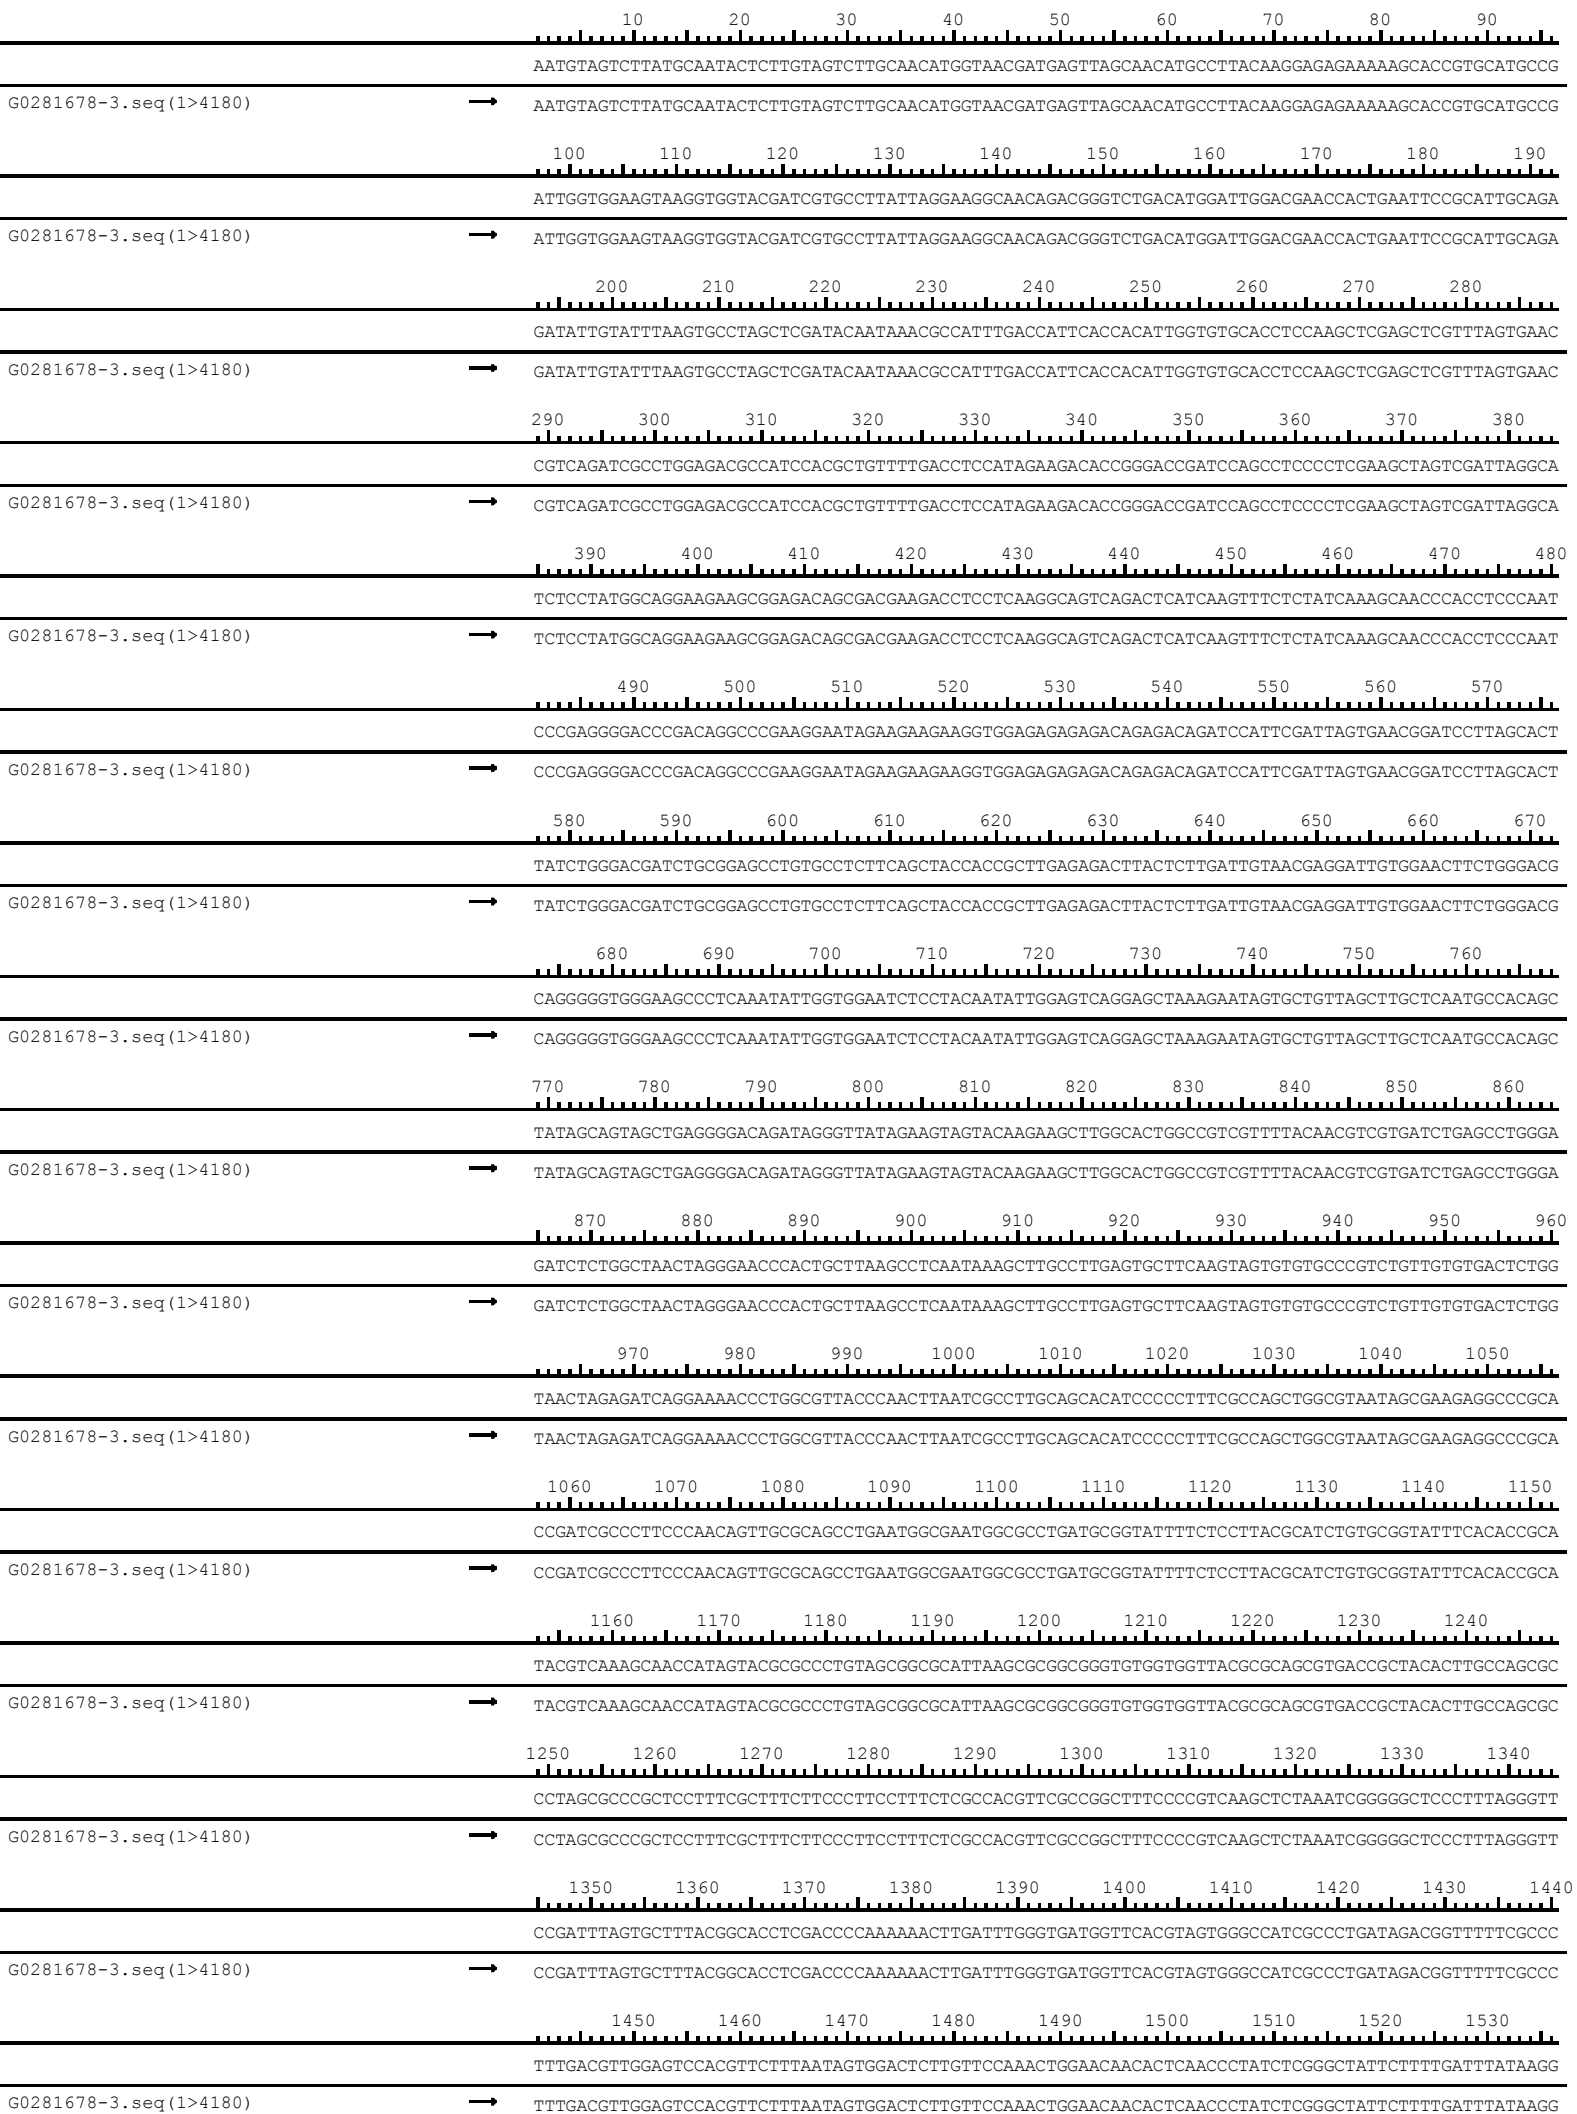 10 20 30 40 50 60 70 80 90
AATGTAGTCTTATGCAATACTCTTGTAGTCTTGCAACATGGTAACGATGAGTTAGCAACATGCCTTACAAGGAGAGAAAAAGCACCGTGCATGCCG
G0281678-3.seq(1>4180) AATGTAGTCTTATGCAATACTCTTGTAGTCTTGCAACATGGTAACGATGAGTTAGCAACATGCCTTACAAGGAGAGAAAAAGCACCGTGCATGCCG
100 110 120 130 140 150 160 170 180 190
ATTGGTGGAAGTAAGGTGGTACGATCGTGCCTTATTAGGAAGGCAACAGACGGGTCTGACATGGATTGGACGAACCACTGAATTCCGCATTGCAGA
G0281678-3.seq(1>4180) ATTGGTGGAAGTAAGGTGGTACGATCGTGCCTTATTAGGAAGGCAACAGACGGGTCTGACATGGATTGGACGAACCACTGAATTCCGCATTGCAGA
200 210 220 230 240 250 260 270 280
GATATTGTATTTAAGTGCCTAGCTCGATACAATAAACGCCATTTGACCATTCACCACATTGGTGTGCACCTCCAAGCTCGAGCTCGTTTAGTGAAC
G0281678-3.seq(1>4180) GATATTGTATTTAAGTGCCTAGCTCGATACAATAAACGCCATTTGACCATTCACCACATTGGTGTGCACCTCCAAGCTCGAGCTCGTTTAGTGAAC
290 300 310 320 330 340 350 360 370 380
CGTCAGATCGCCTGGAGACGCCATCCACGCTGTTTTGACCTCCATAGAAGACACCGGGACCGATCCAGCCTCCCCTCGAAGCTAGTCGATTAGGCA
G0281678-3.seq(1>4180) CGTCAGATCGCCTGGAGACGCCATCCACGCTGTTTTGACCTCCATAGAAGACACCGGGACCGATCCAGCCTCCCCTCGAAGCTAGTCGATTAGGCA
390 400 410 420 430 440 450 460 470 480
TCTCCTATGGCAGGAAGAAGCGGAGACAGCGACGAAGACCTCCTCAAGGCAGTCAGACTCATCAAGTTTCTCTATCAAAGCAACCCACCTCCCAAT
G0281678-3.seq(1>4180) TCTCCTATGGCAGGAAGAAGCGGAGACAGCGACGAAGACCTCCTCAAGGCAGTCAGACTCATCAAGTTTCTCTATCAAAGCAACCCACCTCCCAAT
490 500 510 520 530 540 550 560 570
CCCGAGGGGACCCGACAGGCCCGAAGGAATAGAAGAAGAAGGTGGAGAGAGAGACAGAGACAGATCCATTCGATTAGTGAACGGATCCTTAGCACT
G0281678-3.seq(1>4180) CCCGAGGGGACCCGACAGGCCCGAAGGAATAGAAGAAGAAGGTGGAGAGAGAGACAGAGACAGATCCATTCGATTAGTGAACGGATCCTTAGCACT
580 590 600 610 620 630 640 650 660 670
TATCTGGGACGATCTGCGGAGCCTGTGCCTCTTCAGCTACCACCGCTTGAGAGACTTACTCTTGATTGTAACGAGGATTGTGGAACTTCTGGGACG
G0281678-3.seq(1>4180) TATCTGGGACGATCTGCGGAGCCTGTGCCTCTTCAGCTACCACCGCTTGAGAGACTTACTCTTGATTGTAACGAGGATTGTGGAACTTCTGGGACG
680 690 700 710 720 730 740 750 760
CAGGGGGTGGGAAGCCCTCAAATATTGGTGGAATCTCCTACAATATTGGAGTCAGGAGCTAAAGAATAGTGCTGTTAGCTTGCTCAATGCCACAGC
G0281678-3.seq(1>4180) CAGGGGGTGGGAAGCCCTCAAATATTGGTGGAATCTCCTACAATATTGGAGTCAGGAGCTAAAGAATAGTGCTGTTAGCTTGCTCAATGCCACAGC
770 780 790 800 810 820 830 840 850 860
TATAGCAGTAGCTGAGGGGACAGATAGGGTTATAGAAGTAGTACAAGAAGCTTGGCACTGGCCGTCGTTTTACAACGTCGTGATCTGAGCCTGGGA
G0281678-3.seq(1>4180) TATAGCAGTAGCTGAGGGGACAGATAGGGTTATAGAAGTAGTACAAGAAGCTTGGCACTGGCCGTCGTTTTACAACGTCGTGATCTGAGCCTGGGA
870 880 890 900 910 920 930 940 950 960
GATCTCTGGCTAACTAGGGAACCCACTGCTTAAGCCTCAATAAAGCTTGCCTTGAGTGCTTCAAGTAGTGTGTGCCCGTCTGTTGTGTGACTCTGG
G0281678-3.seq(1>4180) GATCTCTGGCTAACTAGGGAACCCACTGCTTAAGCCTCAATAAAGCTTGCCTTGAGTGCTTCAAGTAGTGTGTGCCCGTCTGTTGTGTGACTCTGG
970 980 990 1000 1010 1020 1030 1040 1050
TAACTAGAGATCAGGAAAACCCTGGCGTTACCCAACTTAATCGCCTTGCAGCACATCCCCCTTTCGCCAGCTGGCGTAATAGCGAAGAGGCCCGCA
G0281678-3.seq(1>4180) TAACTAGAGATCAGGAAAACCCTGGCGTTACCCAACTTAATCGCCTTGCAGCACATCCCCCTTTCGCCAGCTGGCGTAATAGCGAAGAGGCCCGCA
1060 1070 1080 1090 1100 1110 1120 1130 1140 1150
CCGATCGCCCTTCCCAACAGTTGCGCAGCCTGAATGGCGAATGGCGCCTGATGCGGTATTTTCTCCTTACGCATCTGTGCGGTATTTCACACCGCA
G0281678-3.seq(1>4180) CCGATCGCCCTTCCCAACAGTTGCGCAGCCTGAATGGCGAATGGCGCCTGATGCGGTATTTTCTCCTTACGCATCTGTGCGGTATTTCACACCGCA
1160 1170 1180 1190 1200 1210 1220 1230 1240
TACGTCAAAGCAACCATAGTACGCGCCCTGTAGCGGCGCATTAAGCGCGGCGGGTGTGGTGGTTACGCGCAGCGTGACCGCTACACTTGCCAGCGC
G0281678-3.seq(1>4180) TACGTCAAAGCAACCATAGTACGCGCCCTGTAGCGGCGCATTAAGCGCGGCGGGTGTGGTGGTTACGCGCAGCGTGACCGCTACACTTGCCAGCGC
1250 1260 1270 1280 1290 1300 1310 1320 1330 1340
CCTAGCGCCCGCTCCTTTCGCTTTCTTCCCTTCCTTTCTCGCCACGTTCGCCGGCTTTCCCCGTCAAGCTCTAAATCGGGGGCTCCCTTTAGGGTT
G0281678-3.seq(1>4180) CCTAGCGCCCGCTCCTTTCGCTTTCTTCCCTTCCTTTCTCGCCACGTTCGCCGGCTTTCCCCGTCAAGCTCTAAATCGGGGGCTCCCTTTAGGGTT
1350 1360 1370 1380 1390 1400 1410 1420 1430 1440
CCGATTTAGTGCTTTACGGCACCTCGACCCCAAAAAACTTGATTTGGGTGATGGTTCACGTAGTGGGCCATCGCCCTGATAGACGGTTTTTCGCCC
G0281678-3.seq(1>4180) CCGATTTAGTGCTTTACGGCACCTCGACCCCAAAAAACTTGATTTGGGTGATGGTTCACGTAGTGGGCCATCGCCCTGATAGACGGTTTTTCGCCC
1450 1460 1470 1480 1490 1500 1510 1520 1530
TTTGACGTTGGAGTCCACGTTCTTTAATAGTGGACTCTTGTTCCAAACTGGAACAACACTCAACCCTATCTCGGGCTATTCTTTTGATTTATAAGG
G0281678-3.seq(1>4180) TTTGACGTTGGAGTCCACGTTCTTTAATAGTGGACTCTTGTTCCAAACTGGAACAACACTCAACCCTATCTCGGGCTATTCTTTTGATTTATAAGG